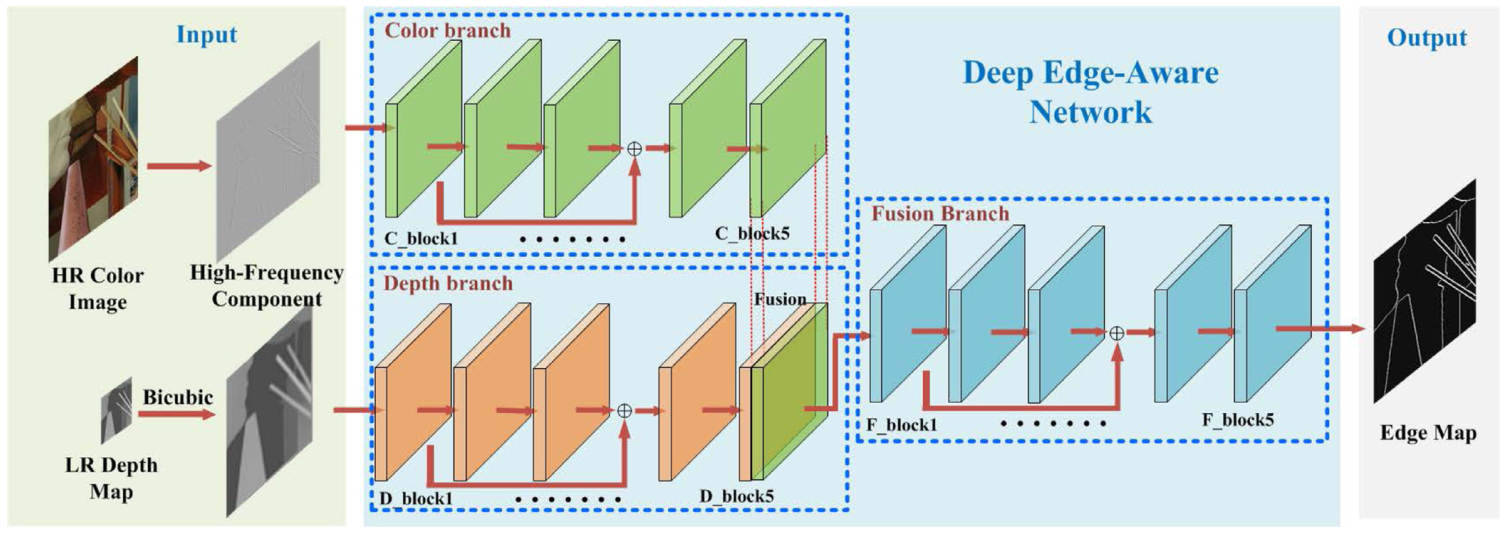 Input
HR Color
Image
High-Frequency
Component
Bicubic
LR Depth
Map
Color branch
C_block1
. . . . . . .
C_block5
Depth branch
Fusion
D_block1
. . . . . . .
D_block5
Deep Edge-Aware
Network
Fusion Branch
F_block1
. . . . . . .
F_block5
Output
Edge Map